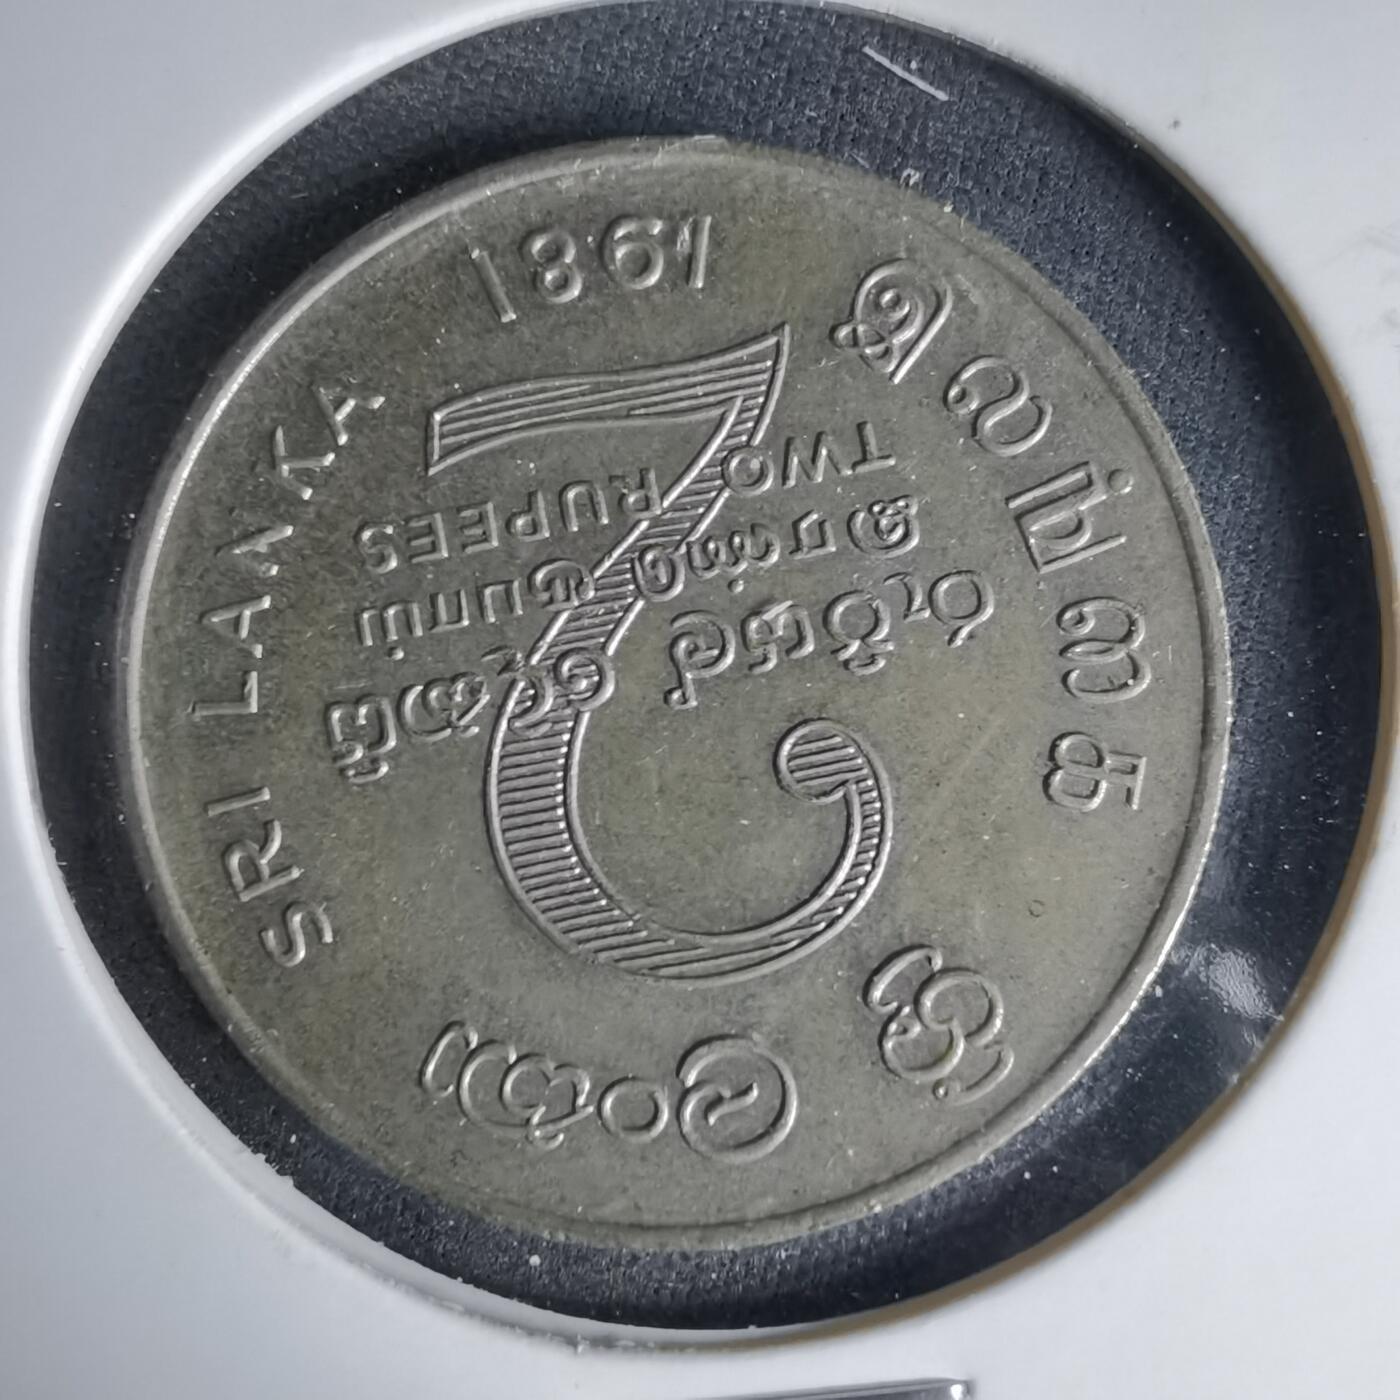 ශ්‍රී ලංකා
இலங்கை
SRI LANKA
2
රුපියල් දෙකයි
இரண்டு ரூபாய்
TWO RUPEES
1981